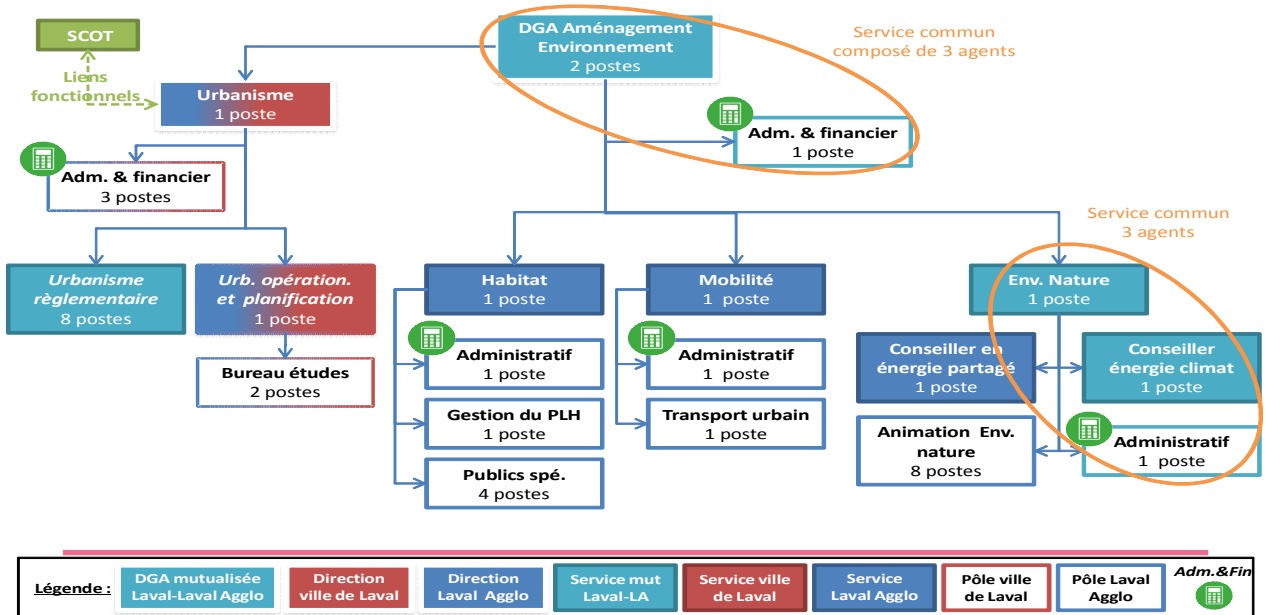 SCOT
Liens
fonctionnels
DGA Aménagement
Environnement
2 postes
Service commun
composé de 3 agents
Urbanisme
1 poste
Adm. & financier
1 poste
Adm. & financier
3 postes
Service commun
3 agents
Urbanisme
règlementaire
8 postes
Urb. opération.
et planification
1 poste
Habitat
1 poste
Mobilité
1 poste
Env. Nature
1 poste
Bureau études
2 postes
Administratif
1 poste
Administratif
1 poste
Conseiller en
énergie partagé
1 poste
Conseiller
énergie climat
1 poste
Gestion du PLH
1 poste
Transport urbain
1 poste
Animation Env.
nature
8 postes
Administratif
1 poste
Publics spé.
4 postes
Légende :
DGA mutualisée
Laval-Laval Agglo
Direction
ville de Laval
Direction
Laval Agglo
Service mut
Laval-LA
Service ville
de Laval
Service
Laval Agglo
Pôle ville
de Laval
Pôle Laval
Agglo
Adm.&Fin